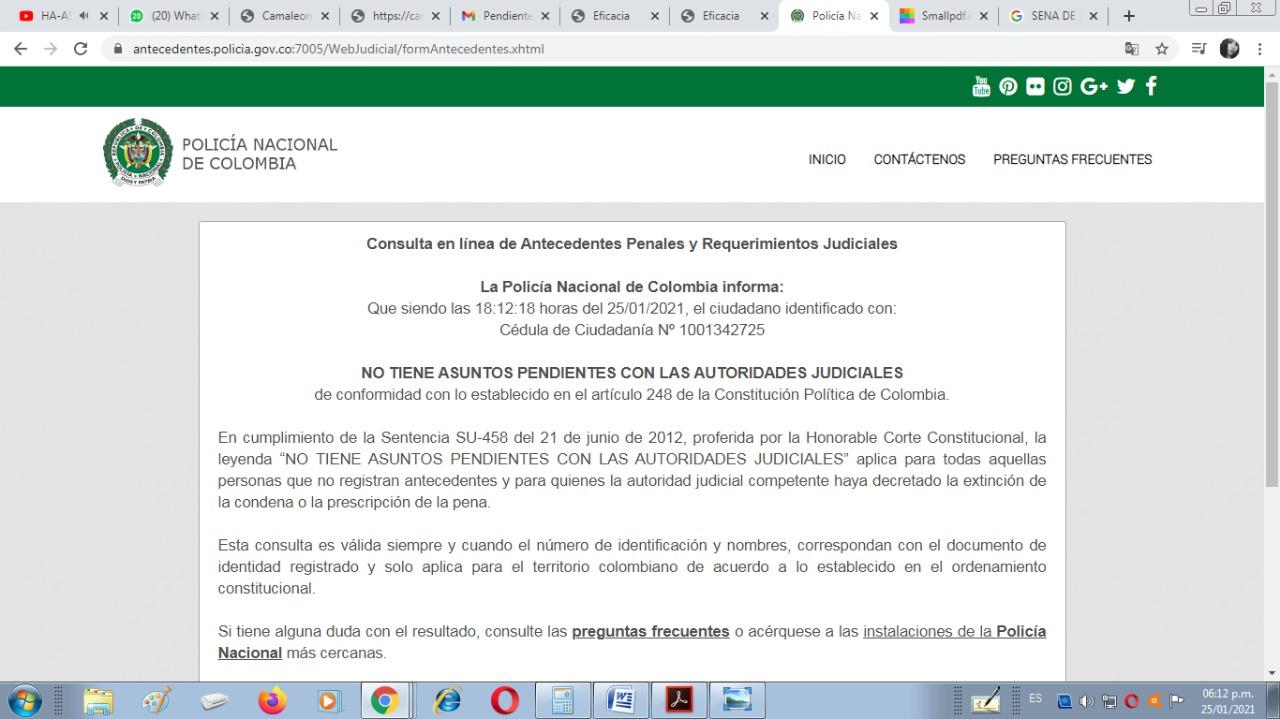 HA-A
(20) Wha
Camaleon
https://ca
Pendiente
Eficacia
Eficacia
Policía Na
Smallpdf.c
SENA DE
antecedentes.policia.gov.co:7005/WebJudicial/formAntecedentes.xhtml
You Tube
G+
POLICÍA NACIONAL
DE COLOMBIA
INICIO CONTÁCTENOS PREGUNTAS FRECUENTES
Consulta en línea de Antecedentes Penales y Requerimientos Judiciales
La Policía Nacional de Colombia informa:
Que siendo las 18:12:18 horas del 25/01/2021, el ciudadano identificado con:
Cédula de Ciudadanía Nº 1001342725
NO TIENE ASUNTOS PENDIENTES CON LAS AUTORIDADES JUDICIALES
de conformidad con lo establecido en el artículo 248 de la Constitución Política de Colombia.
En cumplimiento de la Sentencia SU-458 del 21 de junio de 2012, proferida por la Honorable Corte Constitucional, la
leyenda “NO TIENE ASUNTOS PENDIENTES CON LAS AUTORIDADES JUDICIALES” aplica para todas aquellas
personas que no registran antecedentes y para quienes la autoridad judicial competente haya decretado la extinción de
la condena o la prescripción de la pena.
Esta consulta es válida siempre y cuando el número de identificación y nombres, correspondan con el documento de
identidad registrado y solo aplica para el territorio colombiano de acuerdo a lo establecido en el ordenamiento
constitucional.
Si tiene alguna duda con el resultado, consulte las preguntas frecuentes o acérquese a las instalaciones de la Policía
Nacional más cercanas.
ES
06:12 p.m.
25/01/2021